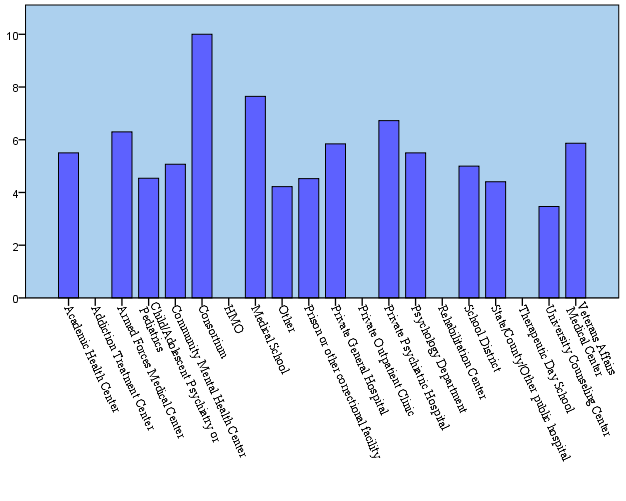 10
8
6
4
2
0
Academic Health Center
Addiction Treatment Center
Armed Forces Medical Center
Child/Adolescent Psychiatry or
Pediatrics
Community Mental Health Center
Consortium
HMO
Medical School
Other
Prison or other correctional facility
Private General Hospital
Private Outpatient Clinic
Private Psychiatric Hospital
Psychology Department
Rehabilitation Center
School District
State/County/Other public hospital
Therapeutic Day School
University Counseling Center
Veterans Affairs
Medical Center